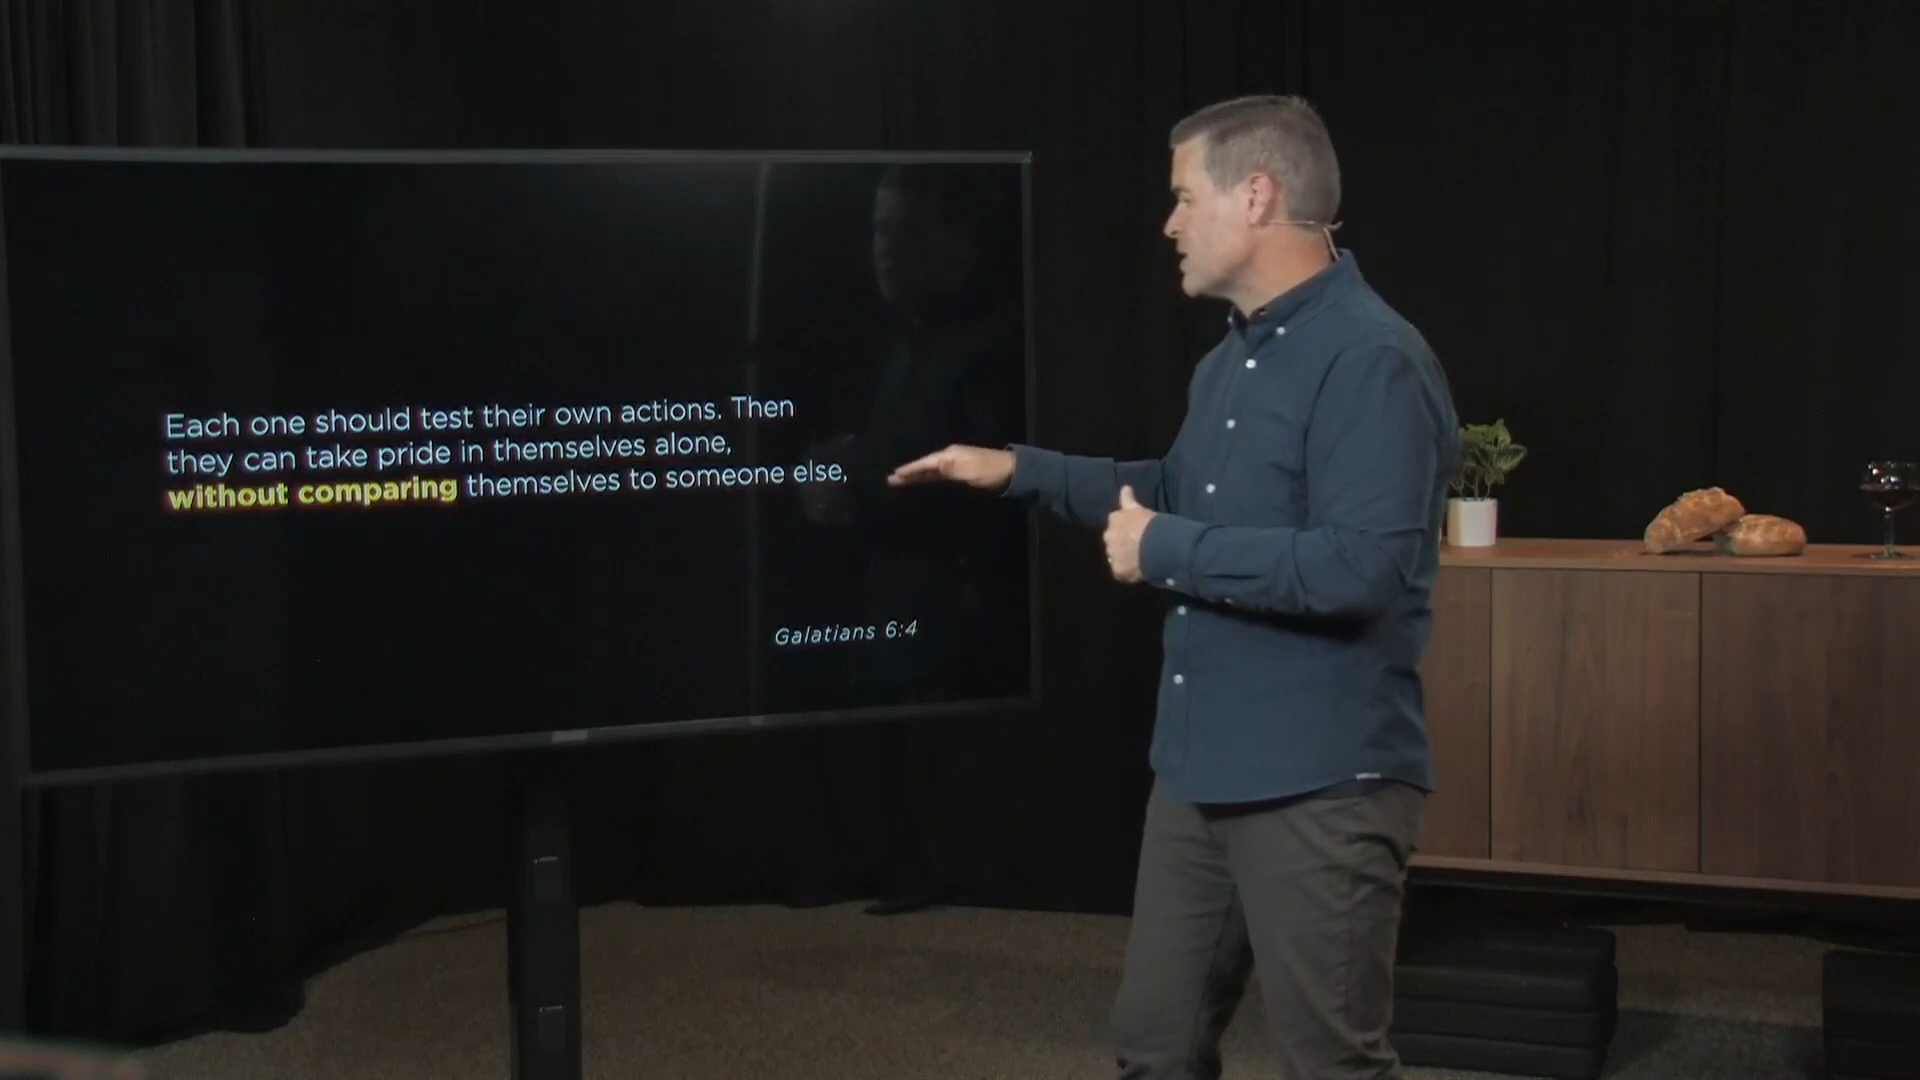 Each one should test their own actions. Then
they can take pride in themselves alone,
without comparing themselves to someone else,
Galatians 6:4